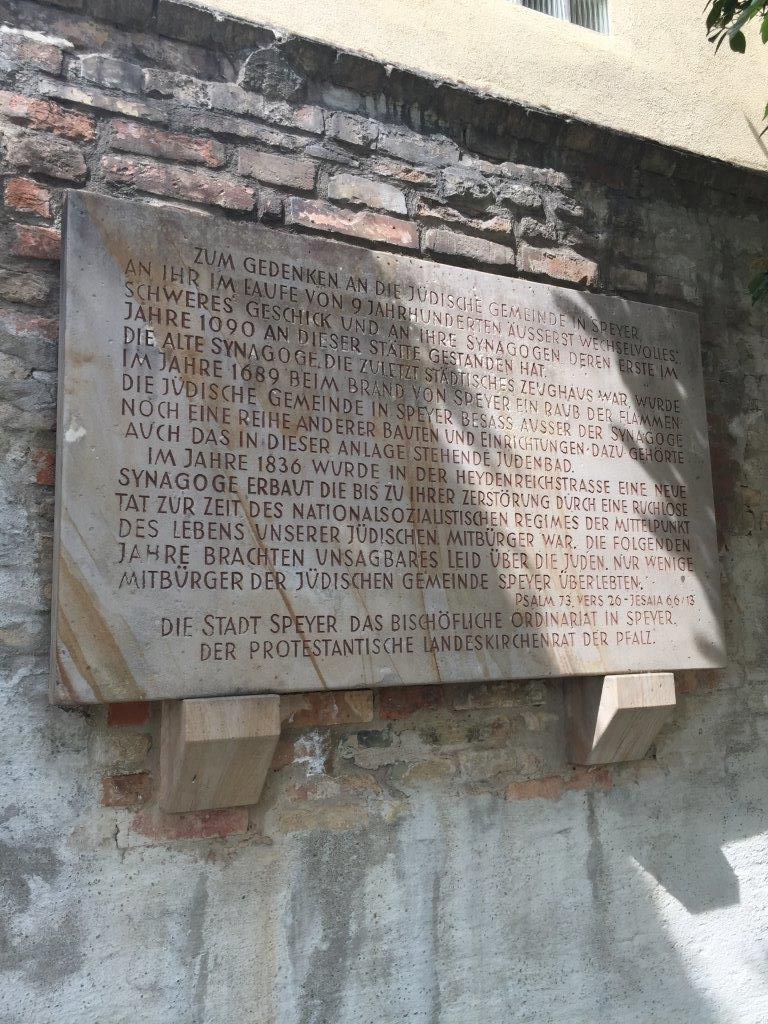 ZUM GEDENKEN AN DIE JÜDISCHE GEMEINDE IN SPEYER,
AN IHR IM LAUFE VON 9 JAHRHUNDERTEN ÄUSSERST WECHSELVOLLES,
SCHWERES GESCHICK UND AN IHRE SYNAGOGEN DEREN ERSTE IM
JAHRE 1090 AN DIESER STÄTTE GESTANDEN HAT.
DIE ALTE SYNAGOGE, DIE ZULETZT STÄDTISCHES ZEUGHAUS WAR, WURDE
IM JAHRE 1689 BEIM BRAND VON SPEYER EIN RAUB DER FLAMMEN.
DIE JÜDISCHE GEMEINDE IN SPEYER BESASS AUSSER DER SYNAGOGE
NOCH EINE REIHE ANDERER BAUTEN UND EINRICHTUNGEN · DAZU GEHÖRTE
AUCH DAS IN DIESER ANLAGE STEHENDE JUDENBAD.
IM JAHRE 1836 WURDE IN DER HEYDENREICHSTRASSE EINE NEUE
SYNAGOGE ERBAUT DIE BIS ZU IHRER ZERSTÖRUNG DURCH EINE RUCHLOSE
TAT ZUR ZEIT DES NATIONALSOZIALISTISCHEN REGIMES DER MITTELPUNKT
DES LEBENS UNSERER JÜDISCHEN MITBÜRGER WAR. DIE FOLGENDEN
JAHRE BRACHTEN UNSAGBARES LEID ÜBER DIE JUDEN. NUR WENIGE
MITBÜRGER DER JÜDISCHEN GEMEINDE SPEYER ÜBERLEBTEN.
PSALM 73, VERS 26 - JESAIA 6,6/13
DIE STADT SPEYER. DAS BISCHÖFLICHE ORDINARIAT IN SPEYER.
DER PROTESTANTISCHE LANDESKIRCHENRAT DER PFALZ.